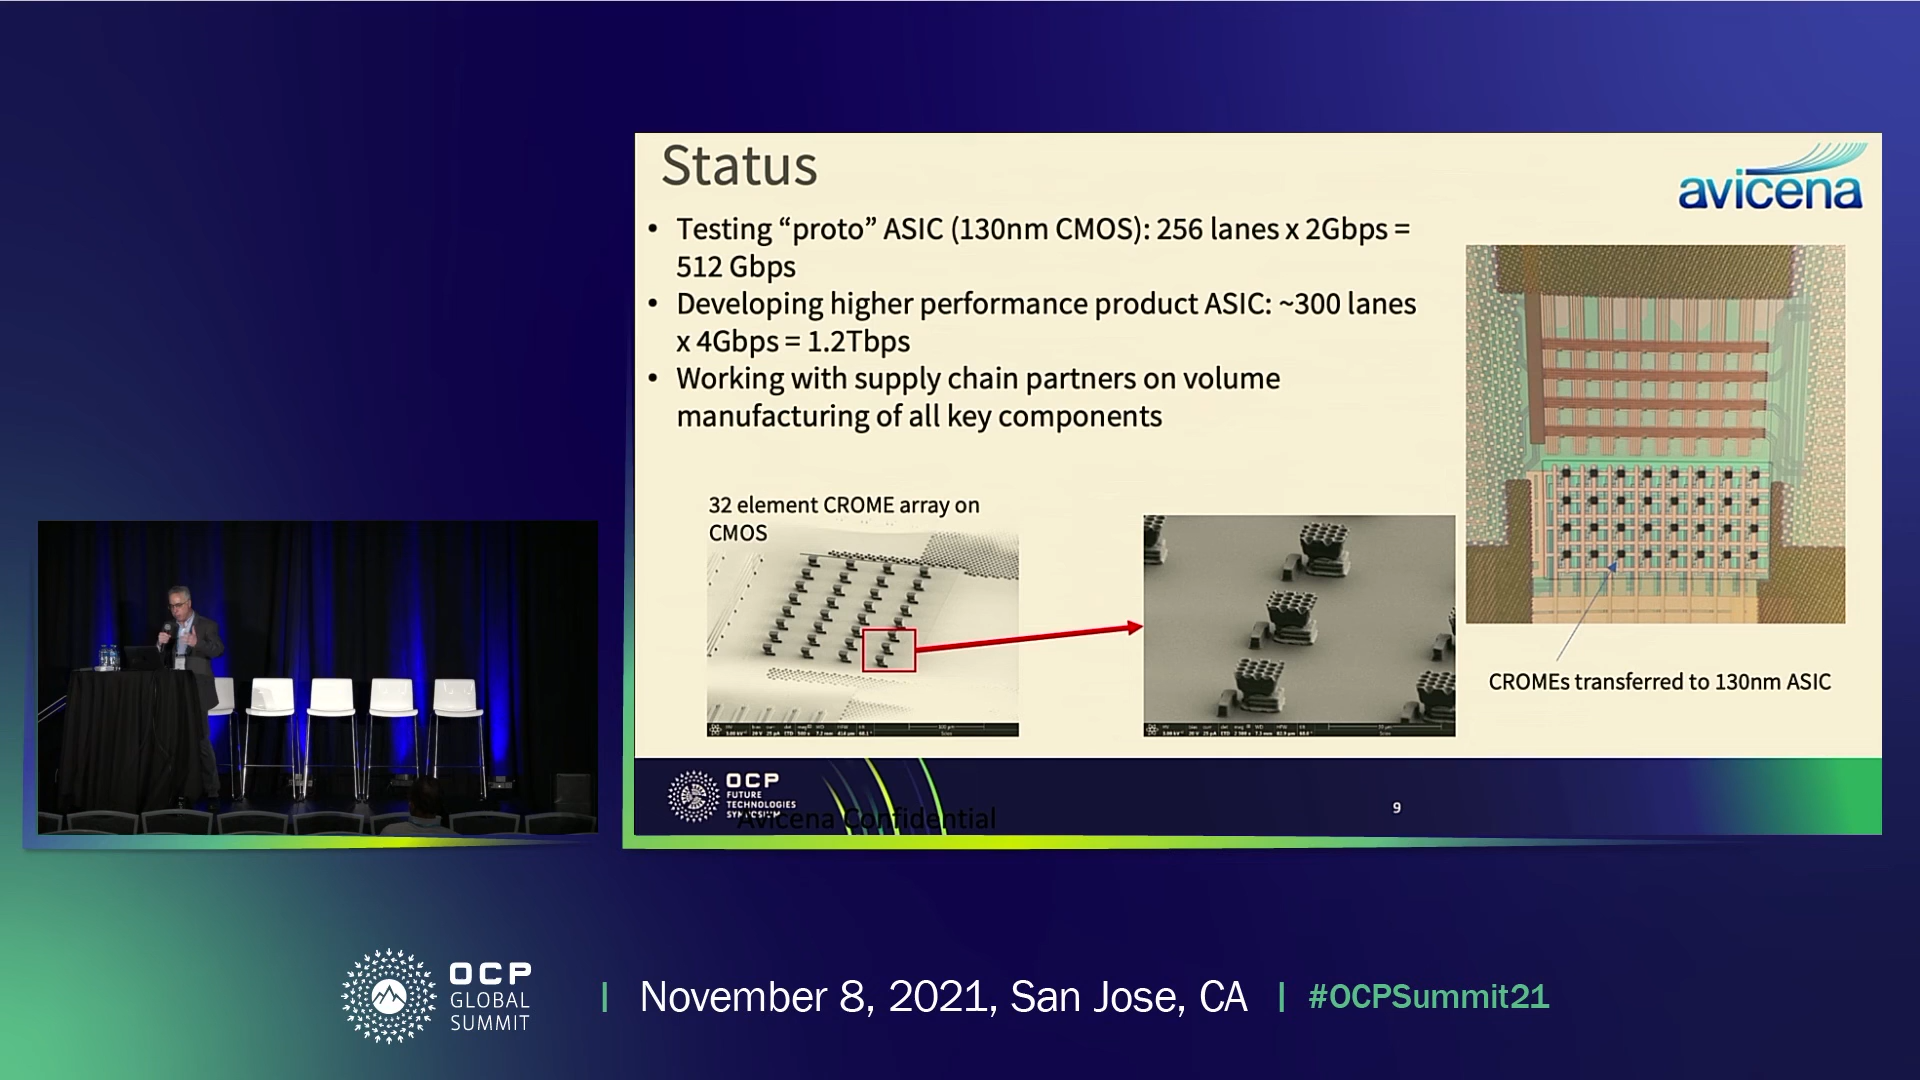 Status
avicena
• Testing “proto” ASIC (130nm CMOS): 256 lanes x 2Gbps =
512 Gbps
• Developing higher performance product ASIC: ~300 lanes
x 4Gbps = 1.2Tbps
• Working with supply chain partners on volume
manufacturing of all key components
32 element CROME array on
CMOS
CROMEs transferred to 130nm ASIC
OCP
FUTURE
TECHNOLOGIES
SYMPOSIUM
Avicena Confidential
9
OCP
GLOBAL
SUMMIT
| November 8, 2021, San Jose, CA | #OCPSummit21